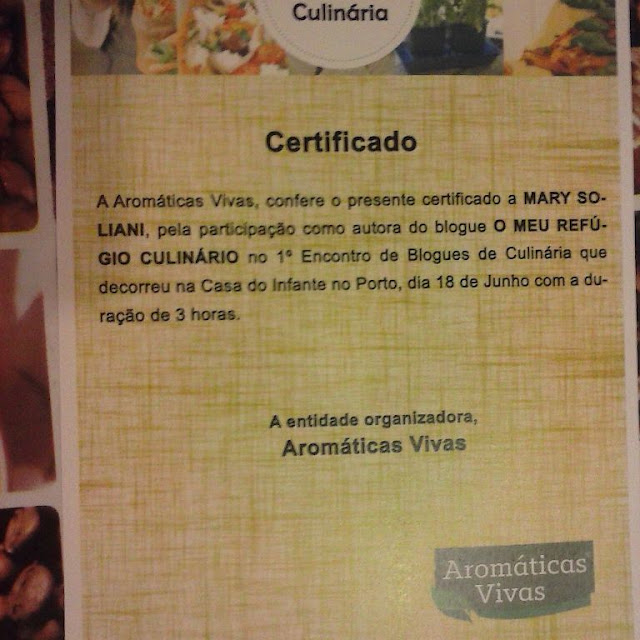 Culinária
Certificado
A Aromáticas Vivas, confere o presente certificado a MARY SO-
LIANI, pela participação como autora do blogue O MEU REFÚ-
GIO CULINÁRIO no 1º Encontro de Blogues de Culinária que
decorreu na Casa do Infante no Porto, dia 18 de Junho com a du-
ração de 3 horas.
A entidade organizadora,
Aromáticas Vivas
Aromáticas
Vivas